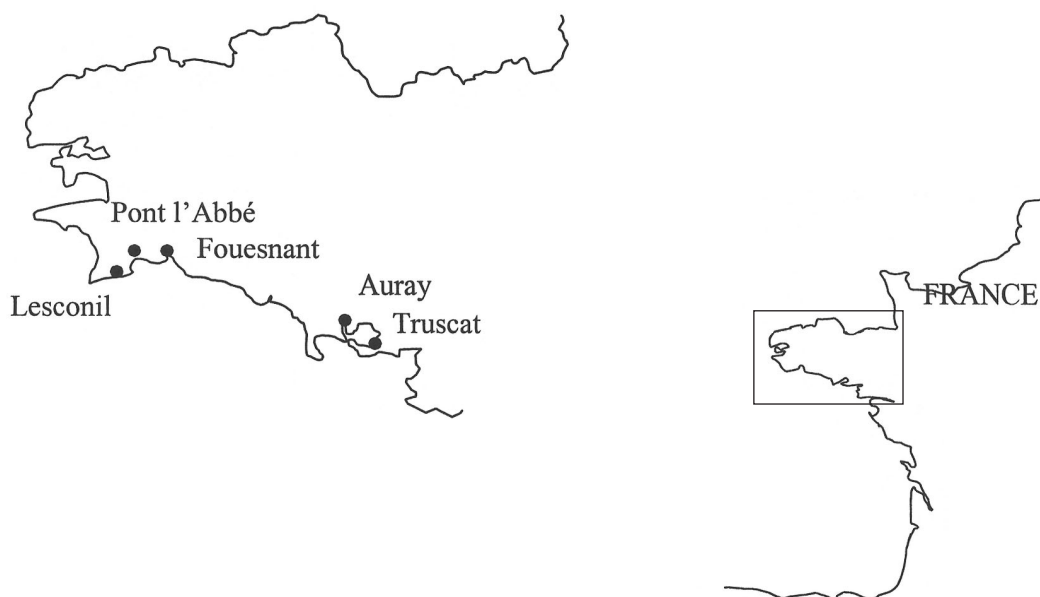 Pont l’Abbé
Fouesnant
Lesconil
Auray
Truscat
FRANCE